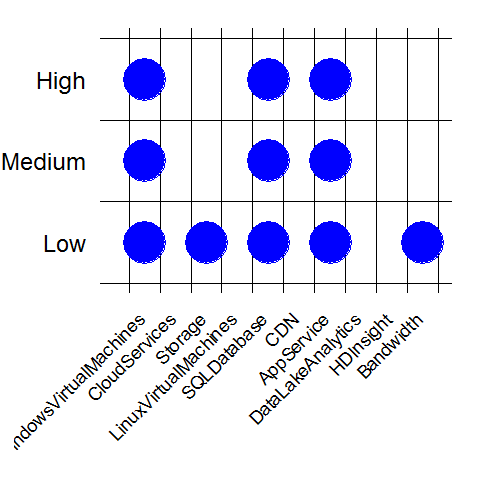 High
Medium
Low
ndowsVirtualMachines
CloudServices
Storage
LinuxVirtualMachines
SQLDatabase
CDN
AppService
DataLakeAnalytics
HDInsight
Bandwidth